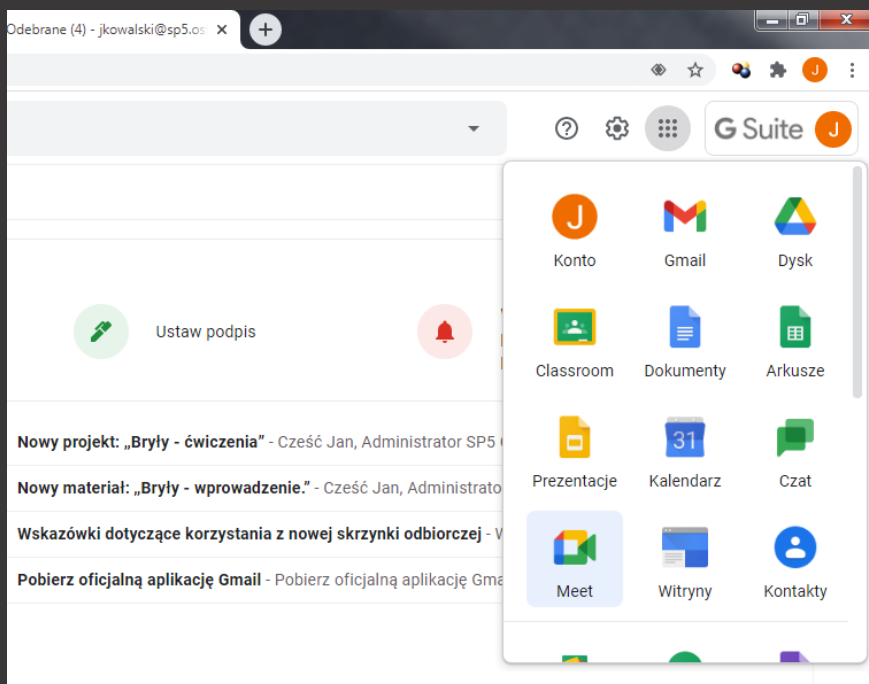 Odebrane (4) - jkowalski@sp5.os
J
G Suite J
J
Konto Gmail Dysk
Ustaw podpis
Classroom Dokumenty Arkusze
Nowy projekt: „Bryły - ćwiczenia” - Cześć Jan, Administrator SP5
31
Prezentacje Kalendarz Czat
Nowy materiał: „Bryły - wprowadzenie.” - Cześć Jan, Administrato
Wskazówki dotyczące korzystania z nowej skrzynki odbiorczej -
Pobierz oficjalną aplikację Gmail - Pobierz oficjalną aplikację Gma
Meet Witryny Kontakty